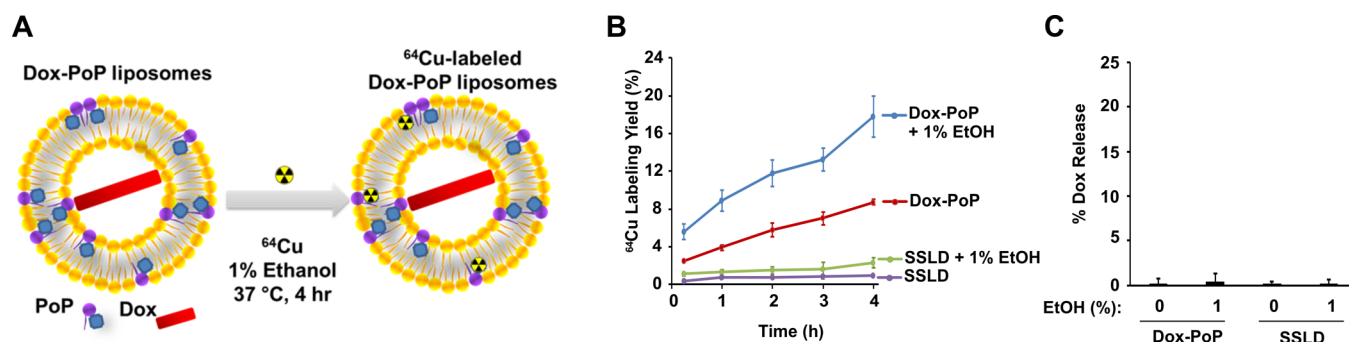 A
Dox-PoP liposomes
⁶⁴Cu-labeled
Dox-PoP liposomes
⁶⁴Cu
1% Ethanol
37 °C, 4 hr
PoP
Dox
B
⁶⁴Cu Labeling Yield (%)
24
20
16
12
8
4
0
0
1
2
3
4
Time (h)
Dox-PoP
+ 1% EtOH
Dox-PoP
SSLD + 1% EtOH
SSLD
C
% Dox Release
25
20
15
10
5
0
EtOH (%): 0 1 0 1
Dox-PoP SSLD